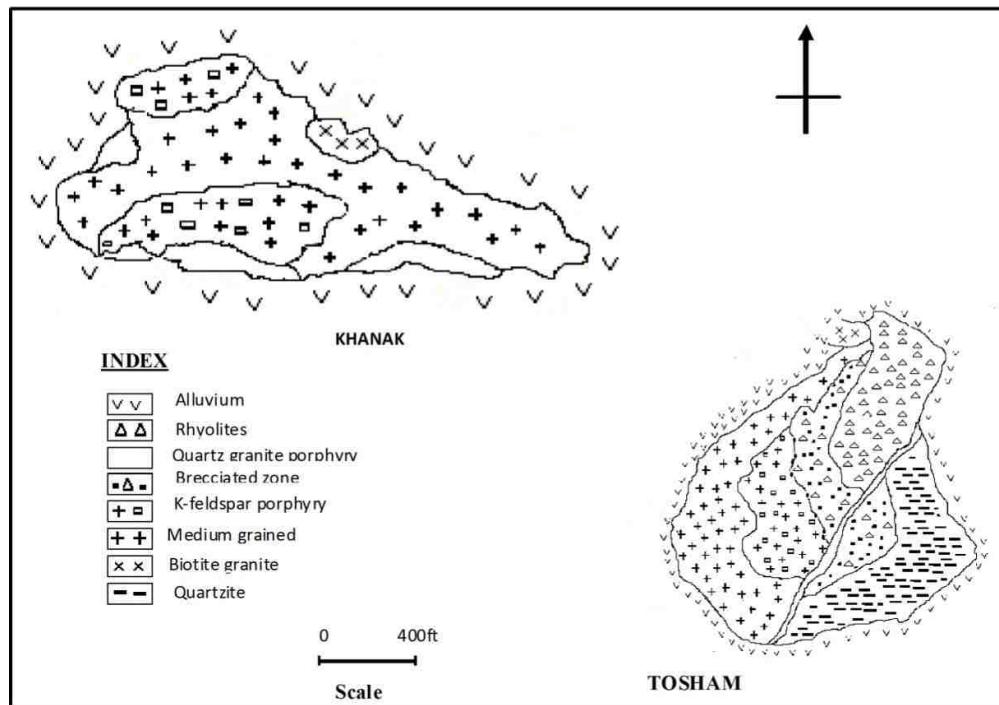 KHANAK
INDEX
Alluvium
Rhyolites
Quartz granite porphyry
Brecciated zone
K-feldspar porphyry
Medium grained
Biotite granite
Quartzite
0 400ft
Scale
TOSHAM